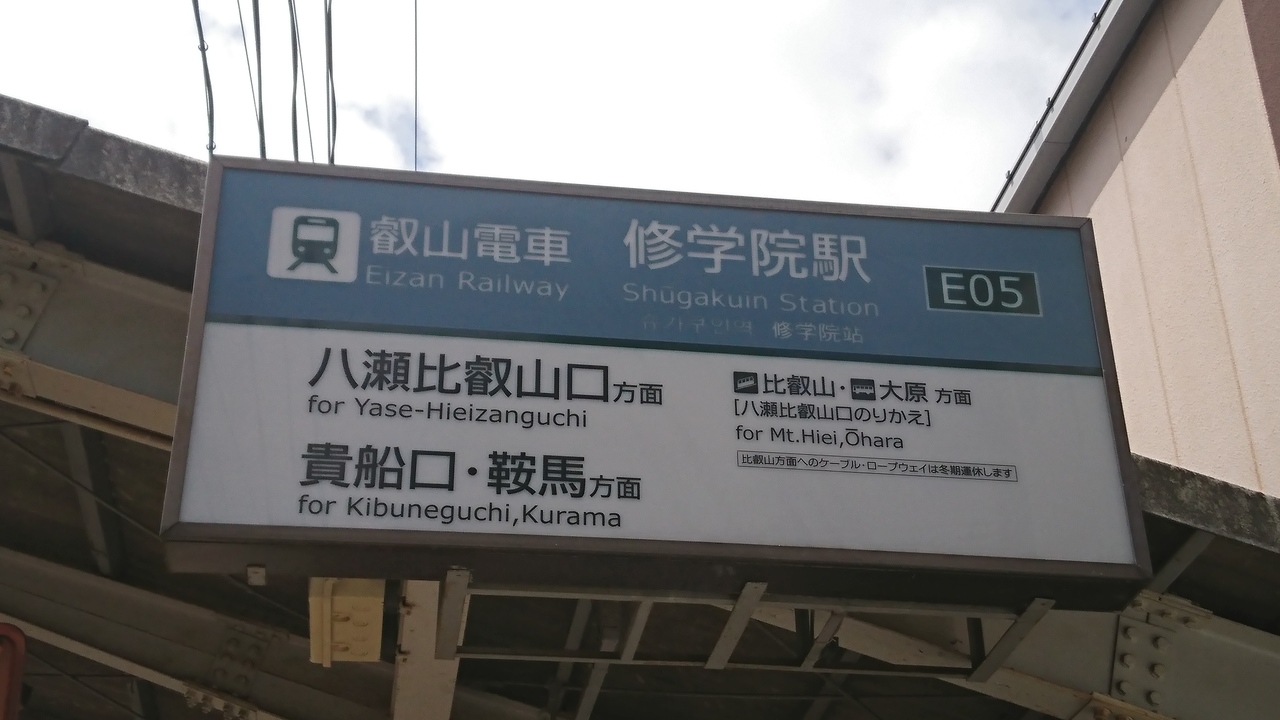 叡山電車 修学院駅
Eizan Railway Shūgakuin Station
E05
슈가쿠인역 修学院站
八瀬比叡山口方面
for Yase-Hieizanguchi
貴船口・鞍馬方面
for Kibuneguchi,Kurama
比叡山・大原 方面
[八瀬比叡山口のりかえ]
for Mt.Hiei,Ōhara
比叡山方面へのケーブル・ロープウェイは冬期運休します